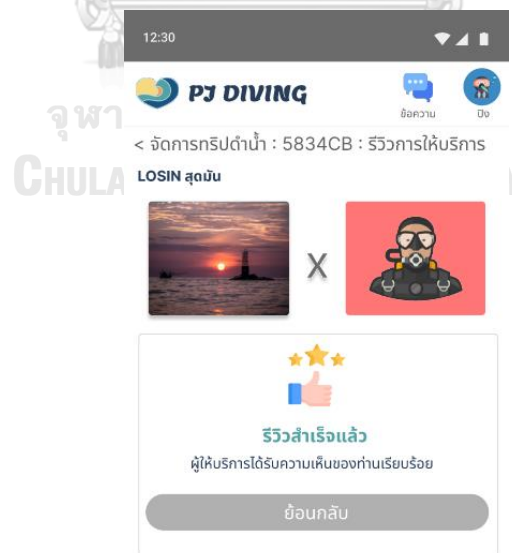 12:30
PJ DIVING
ข้อความ
ปิง
< จัดการทริปดำน้ำ : 5834CB : รีวิวการให้บริการ
LOSIN สุดมัน
X
รีวิวสำเร็จแล้ว
ผู้ให้บริการได้รับความเห็นของท่านเรียบร้อย
ย้อนกลับ
จุฬา
CHULA